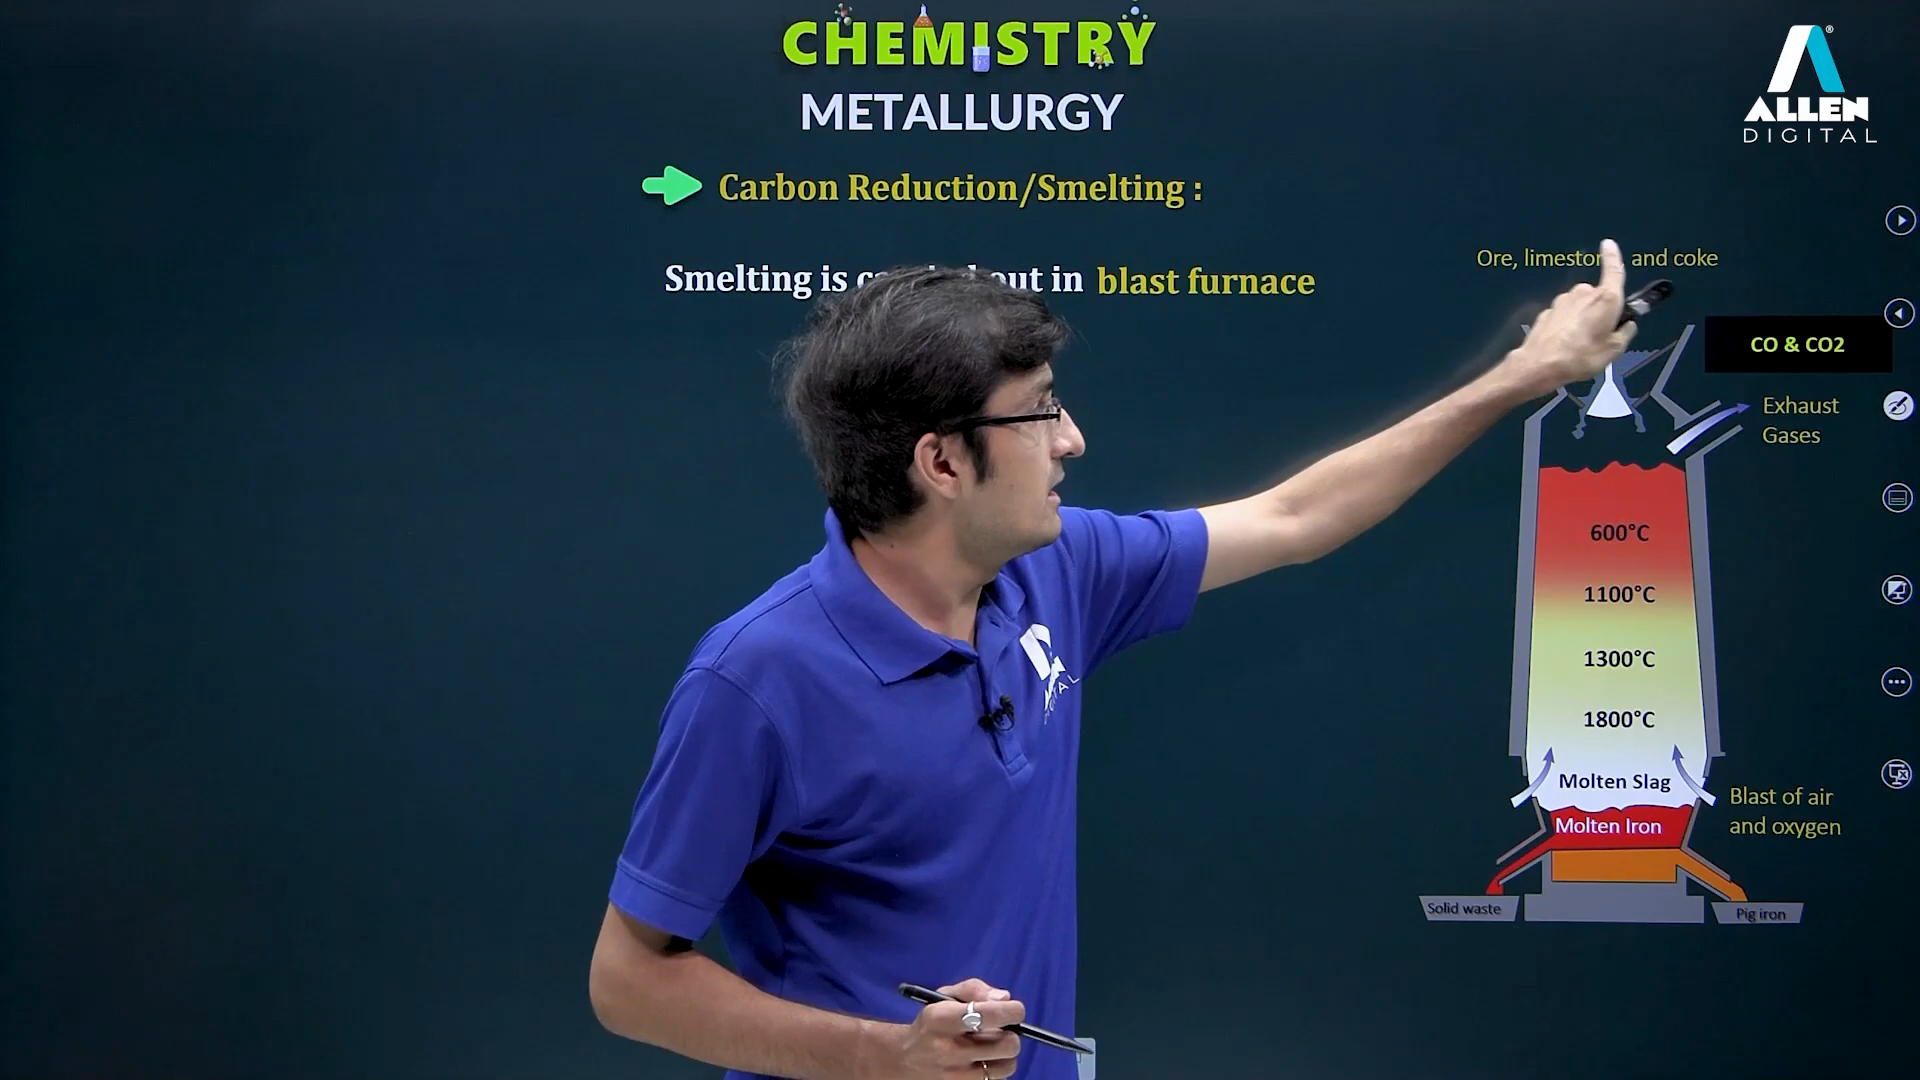 CHEMISTRY
METALLURGY
Carbon Reduction/Smelting :
Smelting is out in blast furnace
ALLEN
DIGITAL
Ore, and coke
CO & CO2
Exhaust
Gases
600°C
1100°C
1300°C
1800°C
Molten Slag
Molten Iron
Blast of air
and oxygen
Solid waste
Pig iron